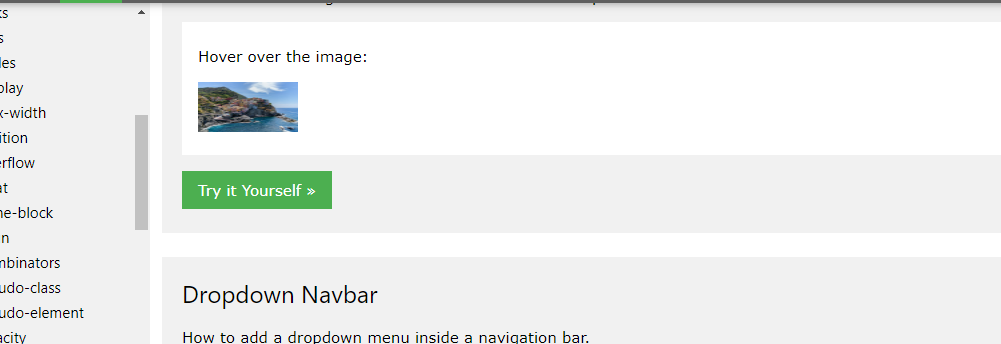 Hover over the image:
Try it Yourself »
Dropdown Navbar
How to add a dropdown menu inside a navigation bar.
ks
s
les
play
x-width
ition
erflow
at
ne-block
n
mbinators
udo-class
udo-element
acity